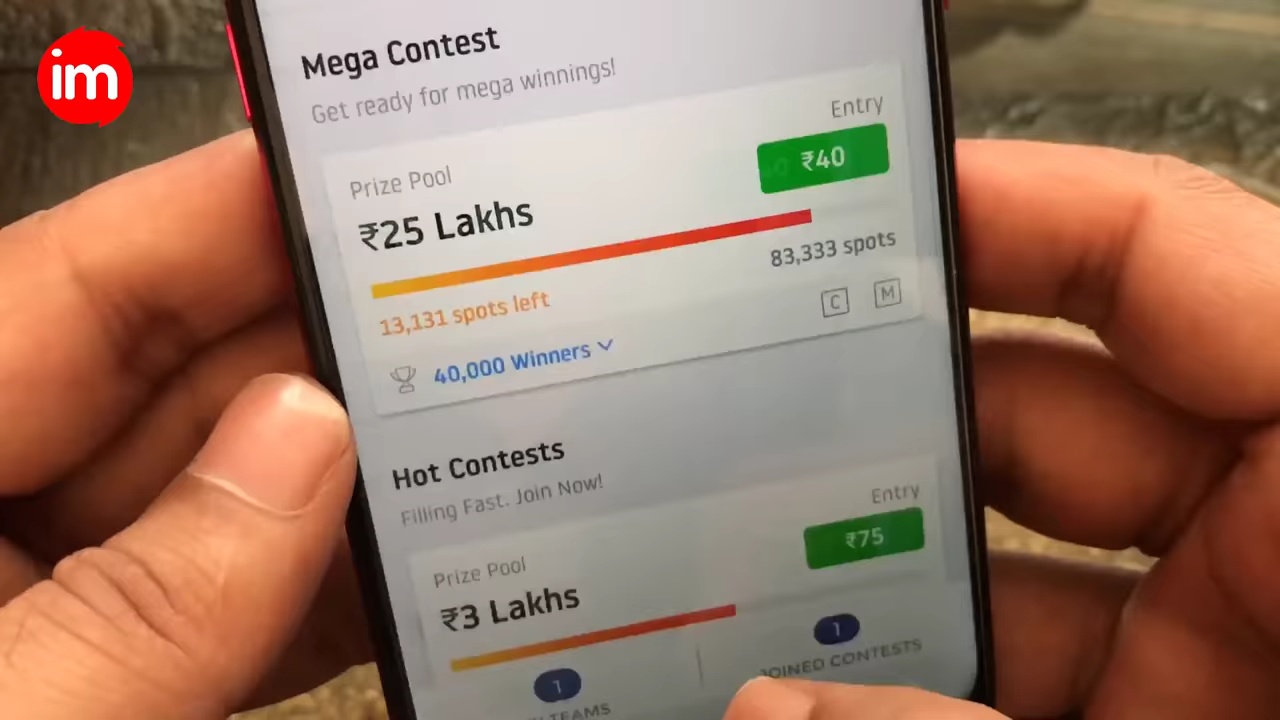 im
Mega Contest
Get ready for mega winnings!
Entry
₹40
Prize Pool
₹25 Lakhs
83,333 spots
13,131 spots left
C M
40,000 Winners
Hot Contests
Filling Fast. Join Now!
Entry
₹75
Prize Pool
₹3 Lakhs
1
JOINED CONTESTS
1
TEAMS